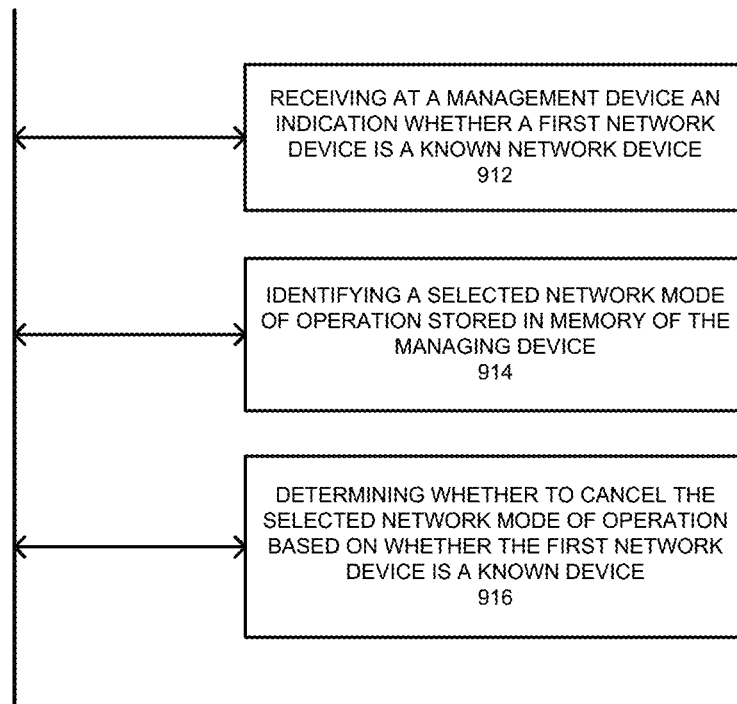 RECEIVING AT A MANAGEMENT DEVICE AN
INDICATION WHETHER A FIRST NETWORK
DEVICE IS A KNOWN NETWORK DEVICE
912
IDENTIFYING A SELECTED NETWORK MODE
OF OPERATION STORED IN MEMORY OF THE
MANAGING DEVICE
914
DETERMINING WHETHER TO CANCEL THE
SELECTED NETWORK MODE OF OPERATION
BASED ON WHETHER THE FIRST NETWORK
DEVICE IS A KNOWN DEVICE
916